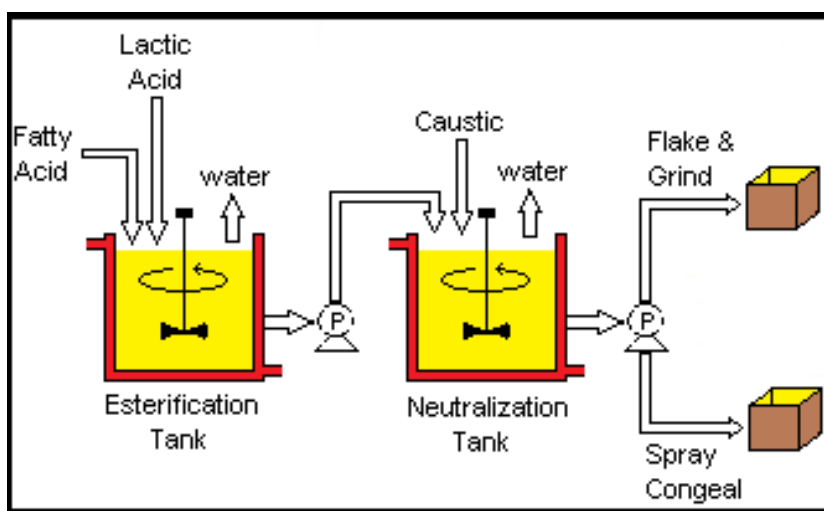 Lactic
Acid
Fatty
Acid
water
Caustic
water
Flake &
Grind
P
P
Esterification
Tank
Neutralization
Tank
Spray
Congeal